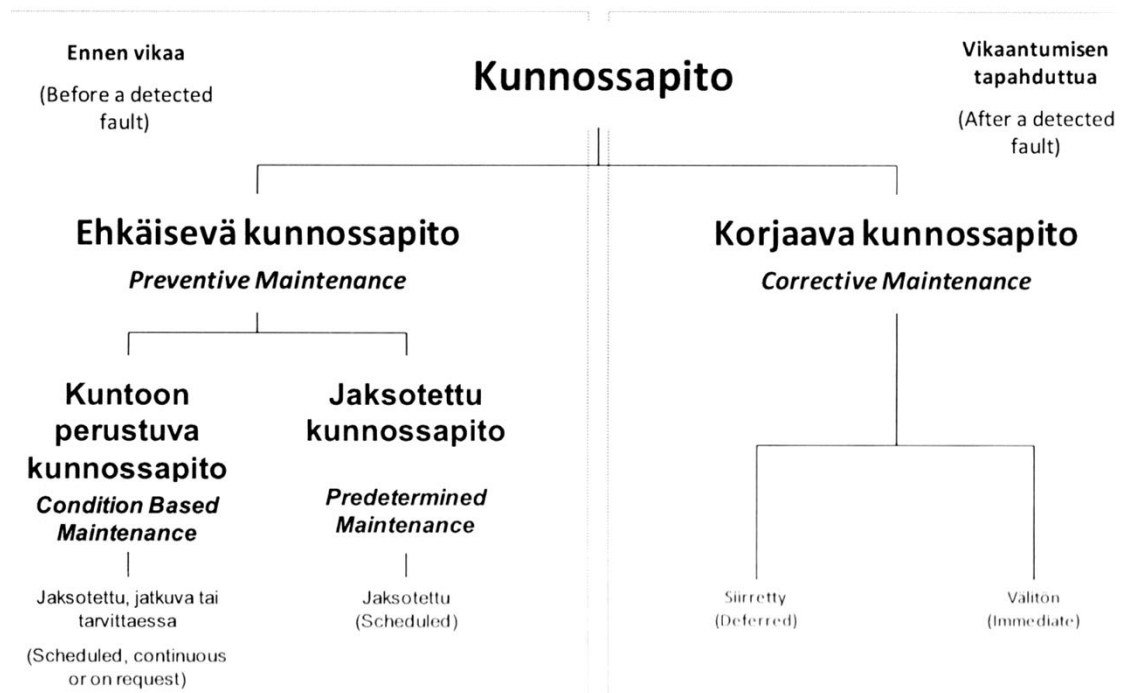 Ennen vikaa
(Before a detected
fault)
Kunnossapito
Vikaantumisen
tapahduttua
(After a detected
fault)
Ehkäisevä kunnossapito
Preventive Maintenance
Korjaava kunnossapito
Corrective Maintenance
Kuntoon
perustuva
kunnossapito
Condition Based
Maintenance
Jaksotettu
kunnossapito
Predetermined
Maintenance
Jaksotettu, jatkuva tai
tarvittaessa
(Scheduled, continuous
or on request)
Jaksotettu
(Scheduled)
Siirretty
(Deferred)
Välitön
(Immediate)